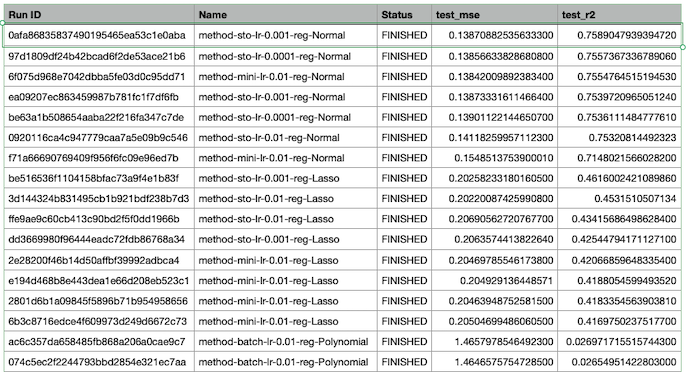 Run ID Name Status test_mse test_r2
0afa86835837490195465ea53c1e0aba method-sto-lr-0.001-reg-Normal FINISHED 0.13870882535633300 0.7589047939394720
97d1809df24b42bcad6f2de53ace21b6 method-sto-lr-0.0001-reg-Normal FINISHED 0.13856633828680800 0.7557367336789060
6f075d968e7042dbba5fe03d0c95dd71 method-mini-lr-0.01-reg-Normal FINISHED 0.13842009892868340 0.7554764515194530
ea09207ec863459987b781fc1f7df6fb method-sto-lr-0.001-reg-Normal FINISHED 0.13873331611466400 0.7539720965051240
be63a1b508654aaba22f216fa347c7de method-sto-lr-0.0001-reg-Normal FINISHED 0.13901122144650700 0.7536111484777610
0920116ca4c947779caa7a5e09b9c546 method-sto-lr-0.01-reg-Normal FINISHED 0.14118259957112300 0.75320814492323
f71a66690769409f956f6fc09e96ed7b method-mini-lr-0.01-reg-Normal FINISHED 0.1548513753900010 0.7148021566028200
be516536f1104158bfac73a9f4e1b83f method-sto-lr-0.001-reg-Lasso FINISHED 0.20258233180160500 0.4616002421089860
3d144324b831495cb1b921bdf238b7d3 method-sto-lr-0.01-reg-Lasso FINISHED 0.20220087425990800 0.4531510507134
ffe9ae9c60cb413c90bd2f5f0dd1966b method-sto-lr-0.01-reg-Lasso FINISHED 0.20690562720767700 0.43415686498628400
dd3669980f96444eadc72fdb86768a34 method-sto-lr-0.001-reg-Lasso FINISHED 0.2063574413822640 0.42544794171127100
2e28200f46b14d50affbf39992adbca4 method-mini-lr-0.01-reg-Lasso FINISHED 0.20469785546173800 0.42066859648335400
e194d468b8e443dea1e66d208eb523c1 method-mini-lr-0.01-reg-Lasso FINISHED 0.204929136448571 0.4188054599493520
2801d6b1a09845f5896b71b954958656 method-mini-lr-0.01-reg-Lasso FINISHED 0.20463948752581500 0.4183354563903810
6b3c8716edce4f609973d249d6672c73 method-mini-lr-0.01-reg-Lasso FINISHED 0.20504699486060500 0.4169750237517700
ac6c357da658485fb868a206a0cae9c7 method-batch-lr-0.01-reg-Polynomial FINISHED 1.4657978546492300 0.026971715515744300
074c5ec2f2244793bbd2854e321ec7aa method-batch-lr-0.01-reg-Polynomial FINISHED 1.4646575754728500 0.02654951422803000